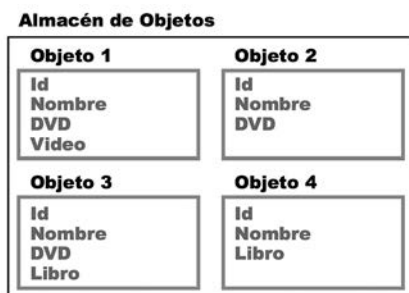 Almacén de Objetos
Objeto 1
Id
Nombre
DVD
Video
Objeto 2
Id
Nombre
DVD
Objeto 3
Id
Nombre
DVD
Libro
Objeto 4
Id
Nombre
Libro